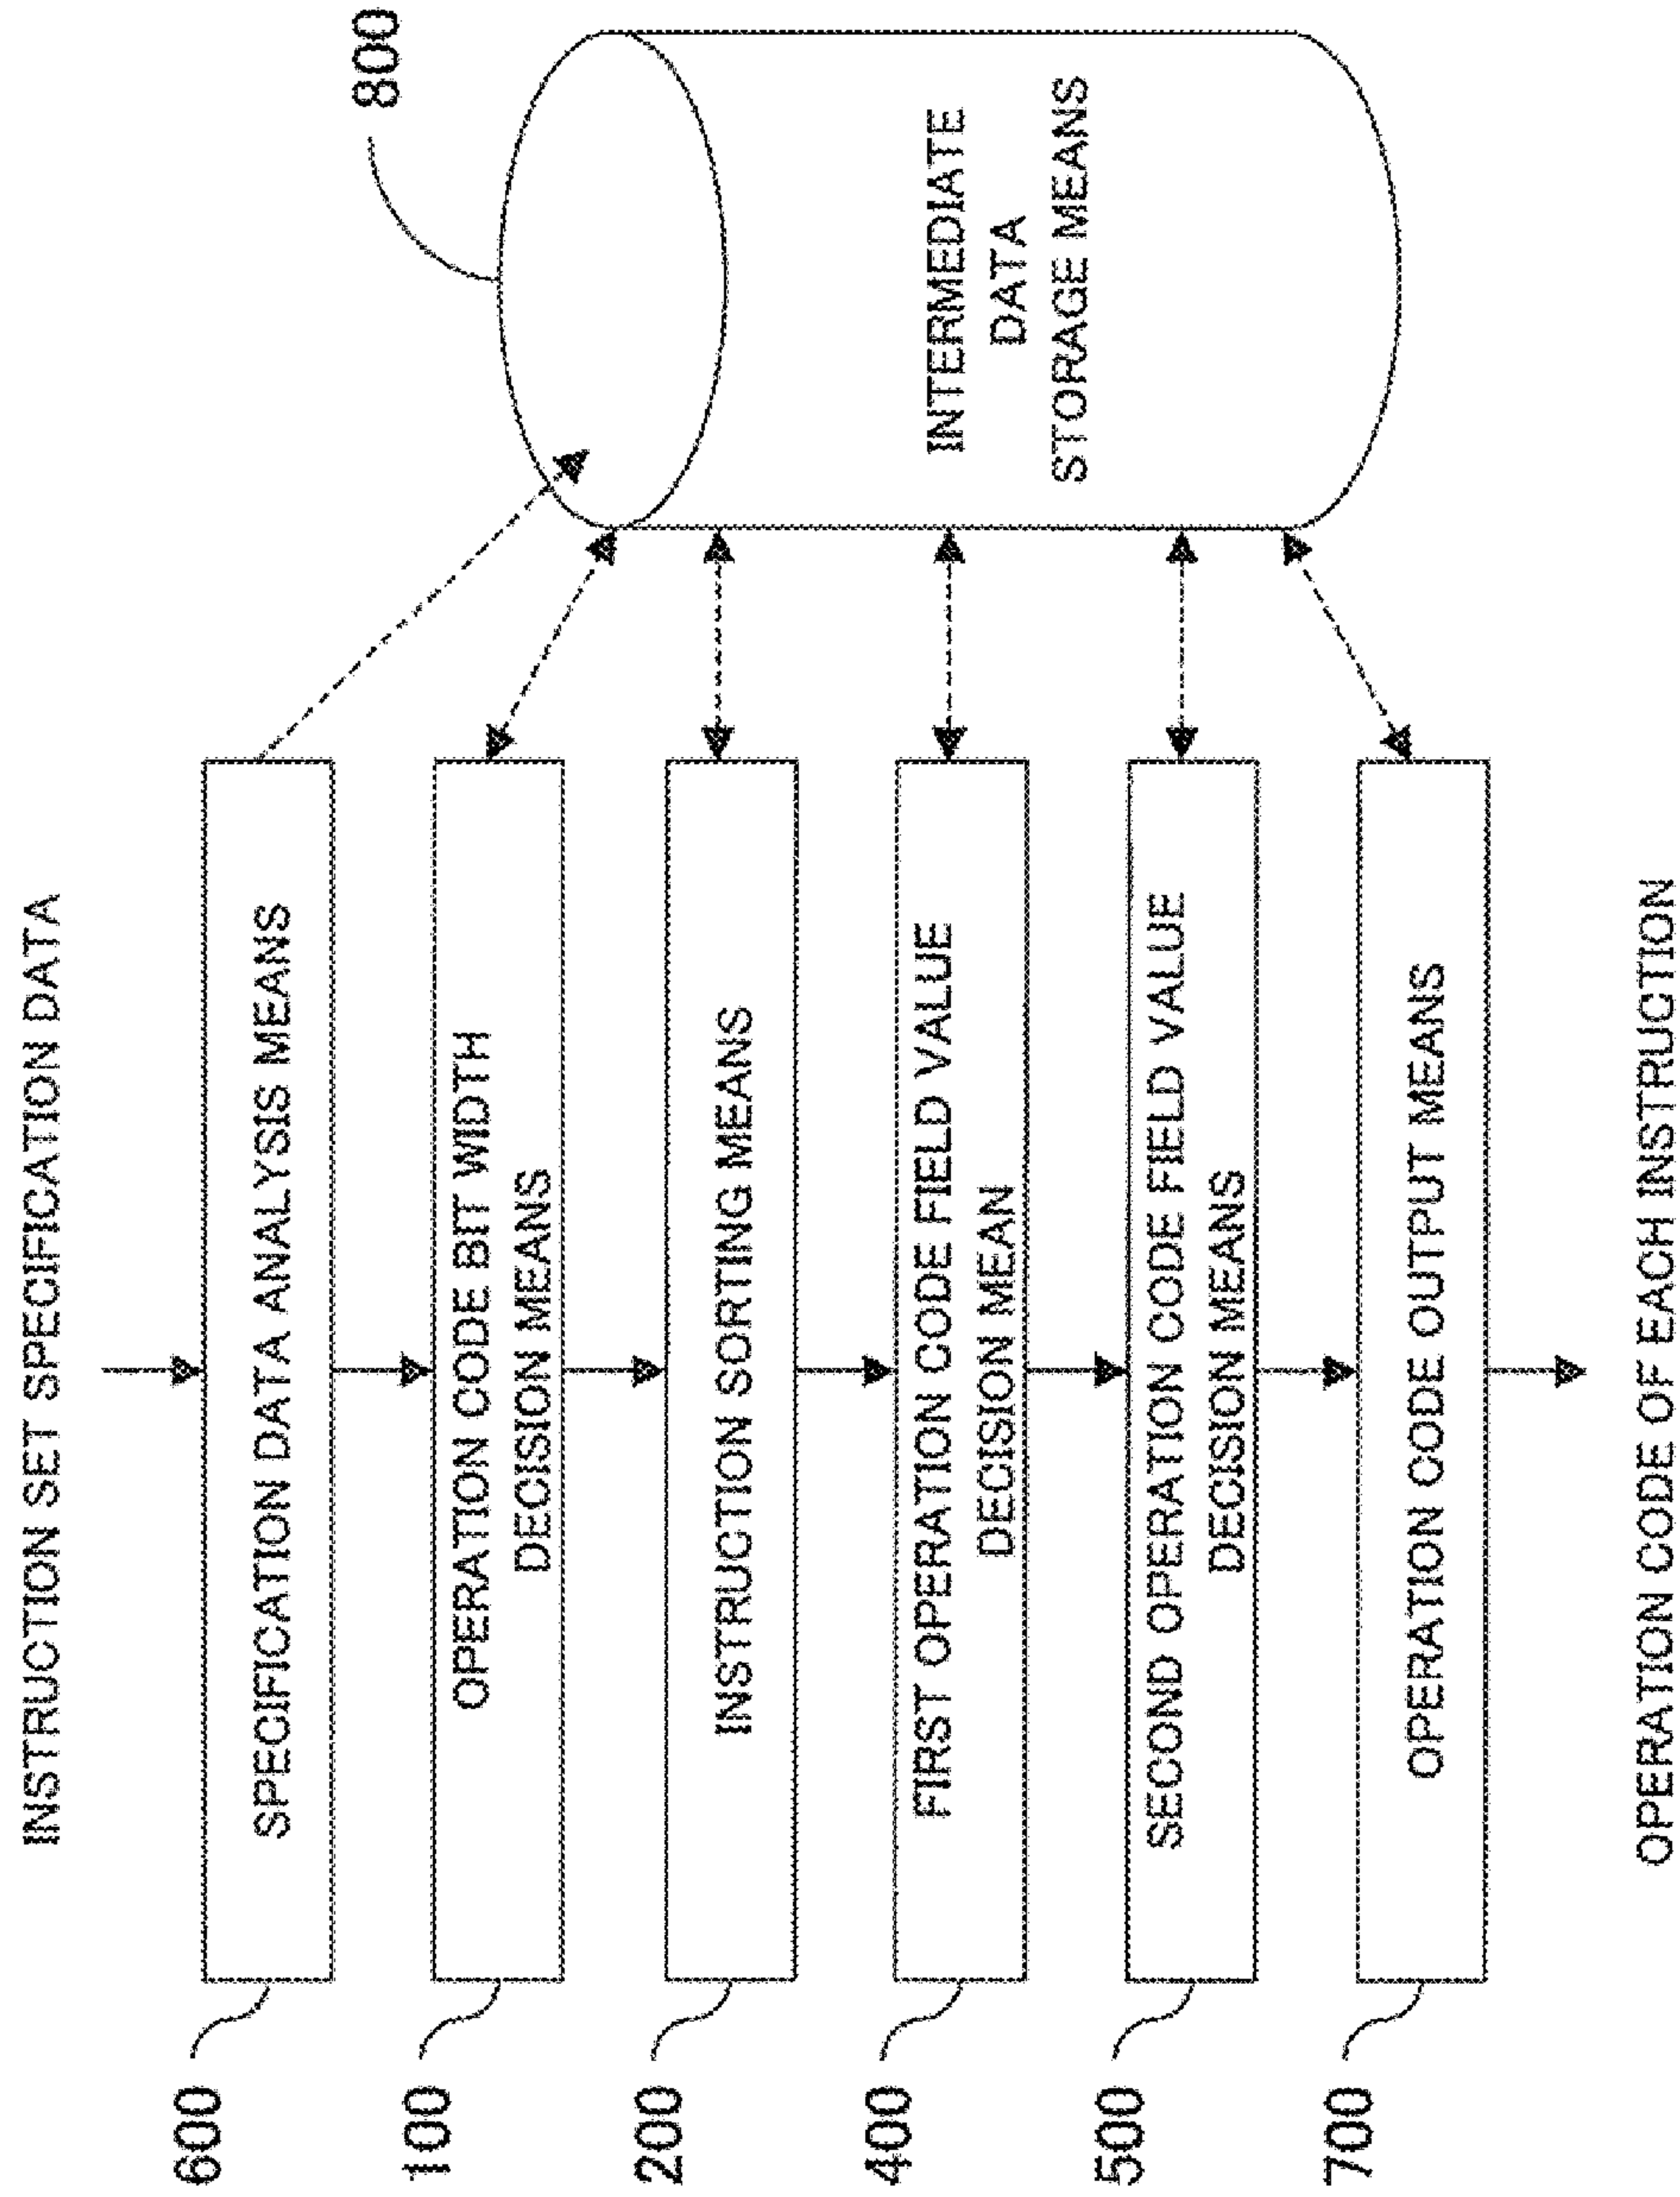 INSTRUCTION SET SPECIFICATION DATA
600
SPECIFICATION DATA ANALYSIS MEANS
100
OPERATION CODE BIT WIDTH
DECISION MEANS
200
INSTRUCTION SORTING MEANS
400
FIRST OPERATION CODE FIELD VALUE
DECISION MEAN
500
SECOND OPERATION CODE FIELD VALUE
DECISION MEANS
700
OPERATION CODE OUTPUT MEANS
OPERATION CODE OF EACH INSTRUCTION
800
INTERMEDIATE
DATA
STORAGE MEANS